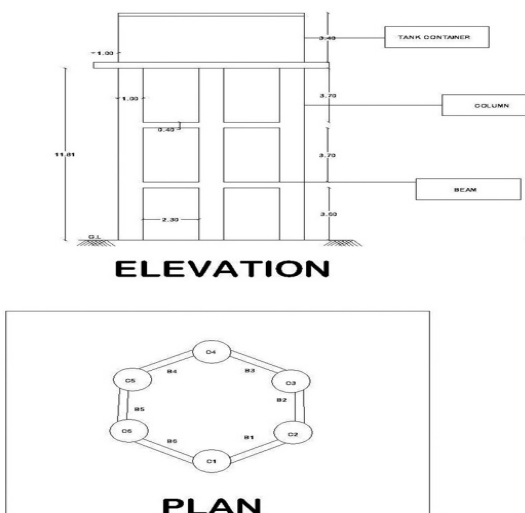 3.40
TANK CONTAINER
1.00
1.00
3.70
COLUMN
0.40
11.81
3.70
BEAM
2.30
3.50
G.L
ELEVATION
C4
B4
B3
C5
C3
B5
B2
C6
C2
B6
B1
C1
PLAN